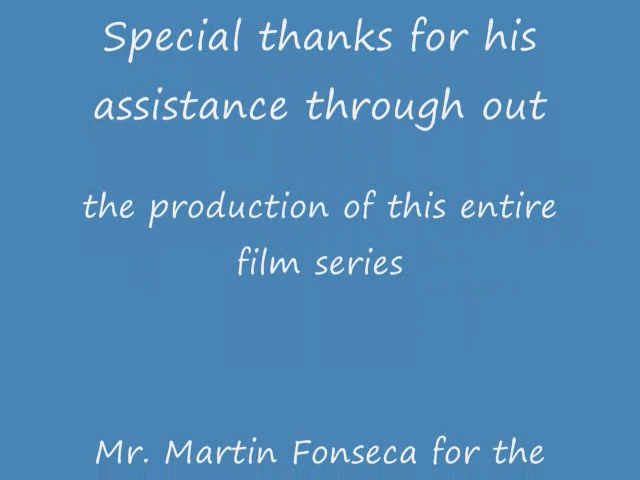 Special thanks for his
assistance through out
the production of this entire
film series
Mr. Martin Fonseca for the